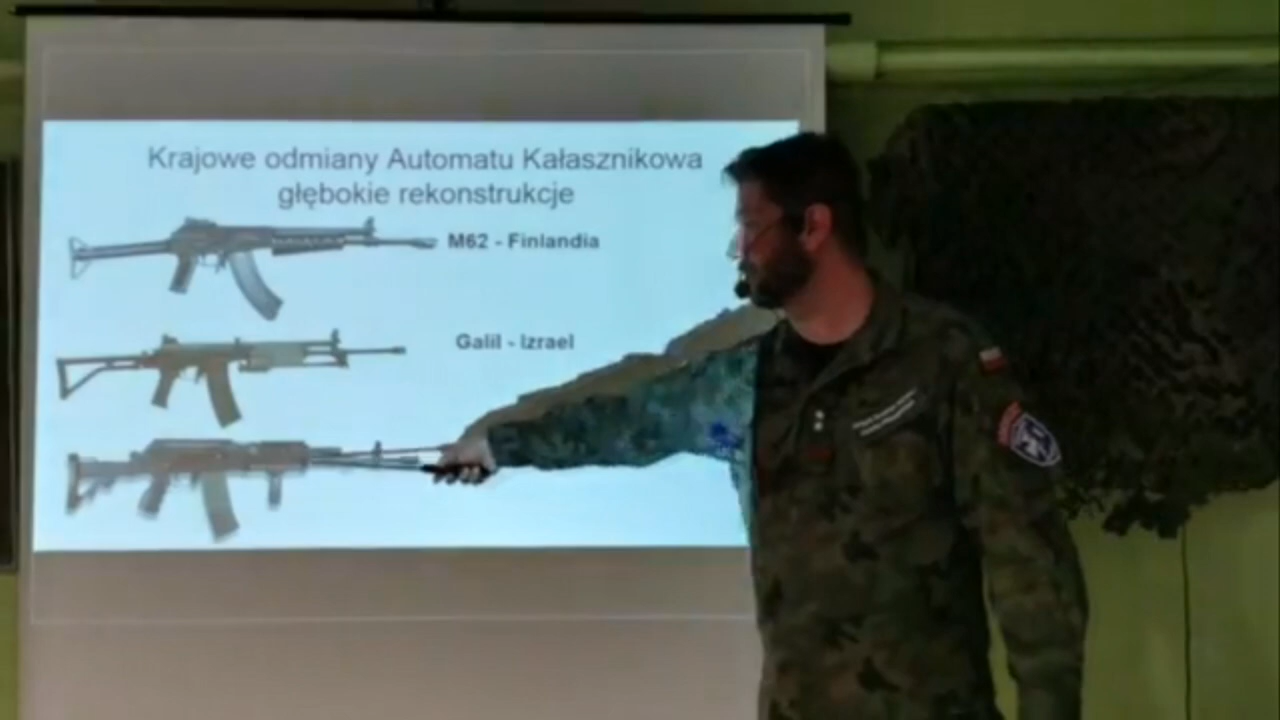 Krajowe odmiany Automatu Kałasznikowa
głębokie rekonstrukcje
M62 - Finlandia
Galil - Izrael